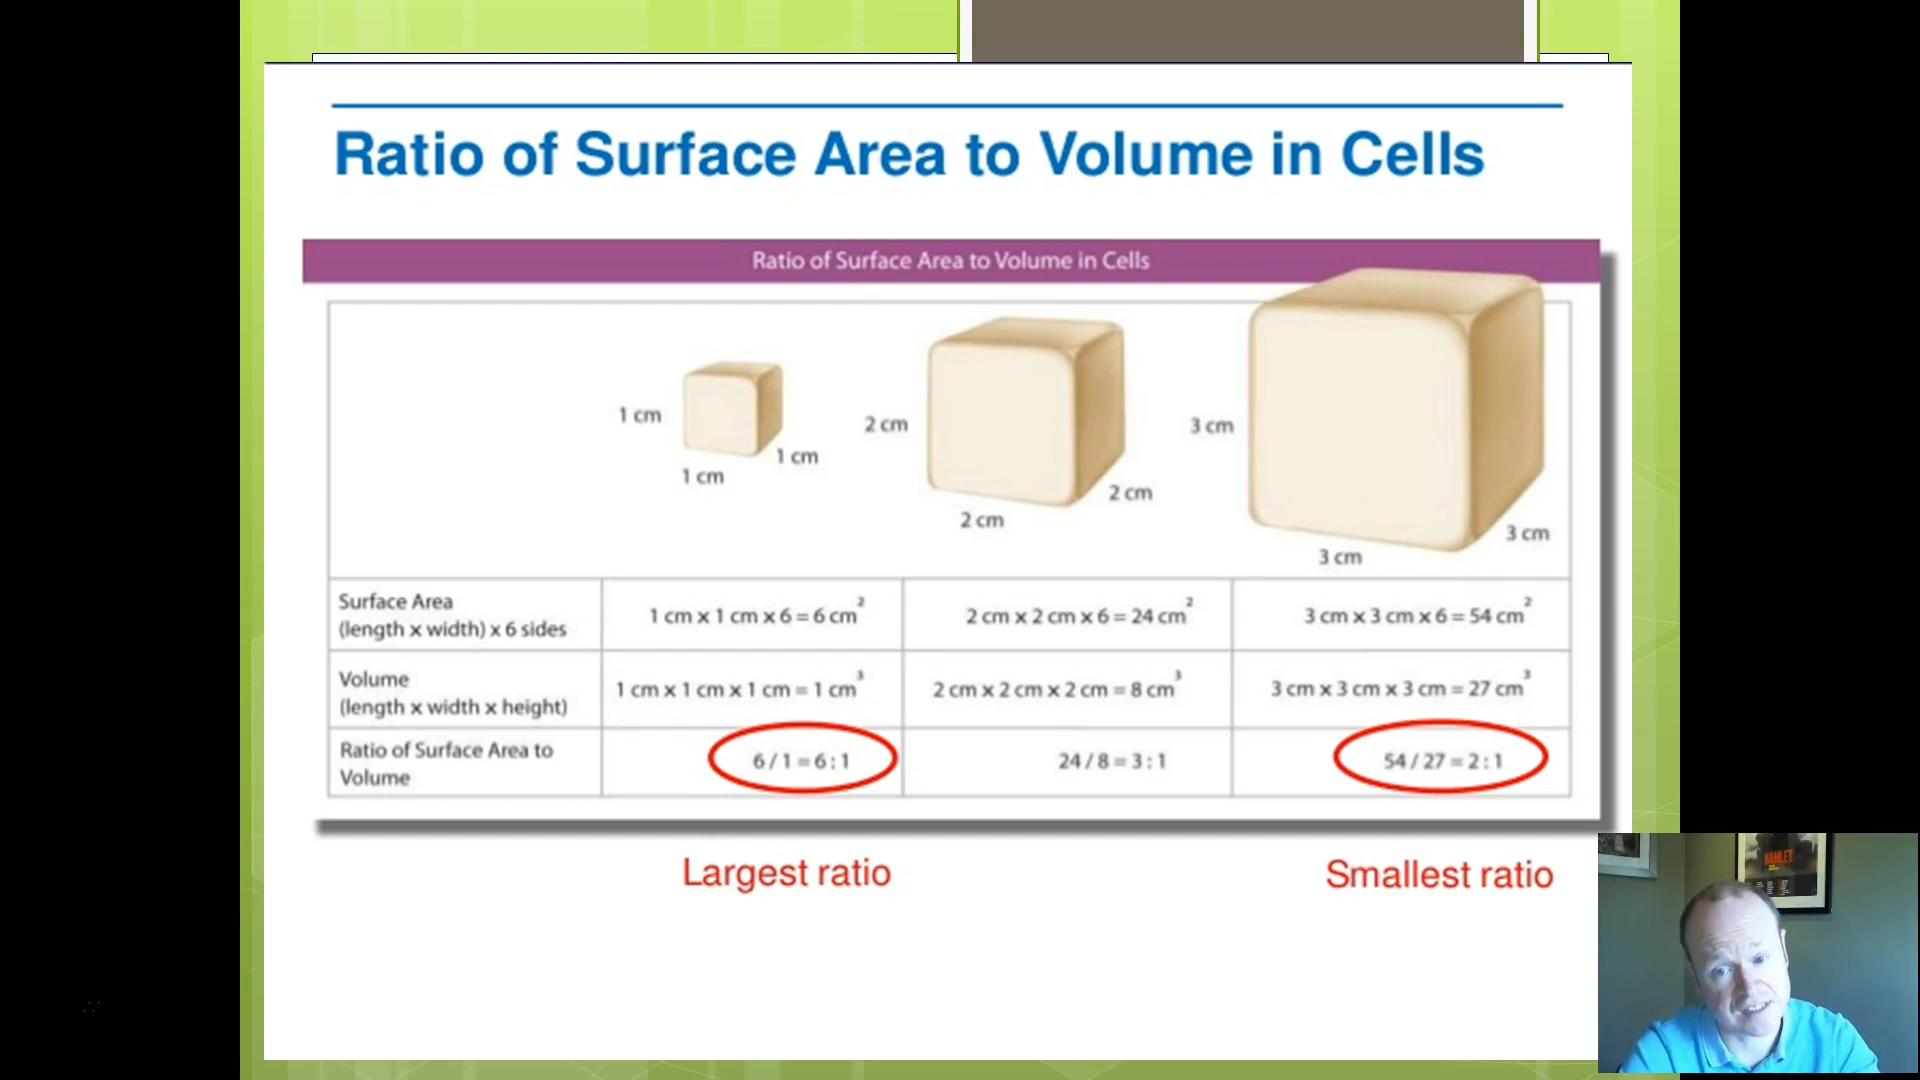 Ratio of Surface Area to Volume in Cells
Ratio of Surface Area to Volume in Cells
1 cm
1 cm
1 cm
2 cm
2 cm
2 cm
3 cm
3 cm
3 cm
Surface Area
(length x width) x 6 sides
1 cm x 1 cm x 6 = 6 cm²
2 cm x 2 cm x 6 = 24 cm²
3 cm x 3 cm x 6 = 54 cm²
Volume
(length x width x height)
1 cm x 1 cm x 1 cm = 1 cm³
2 cm x 2 cm x 2 cm = 8 cm³
3 cm x 3 cm x 3 cm = 27 cm³
Ratio of Surface Area to
Volume
6 / 1 = 6 : 1
24 / 8 = 3 : 1
54 / 27 = 2 : 1
Largest ratio
Smallest ratio
HAMLET